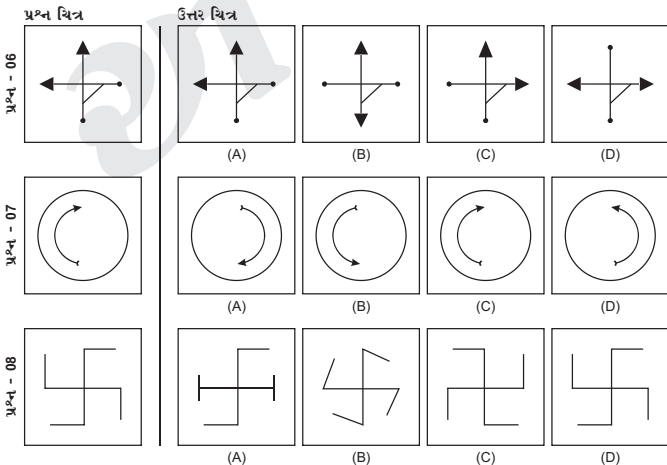 પ્રશ્ન ચિત્ર ઉત્તર ચિત્ર
પ્રશ્ન - 06
(A) (B) (C) (D)
પ્રશ્ન - 07
(A) (B) (C) (D)
પ્રશ્ન - 08
(A) (B) (C) (D)